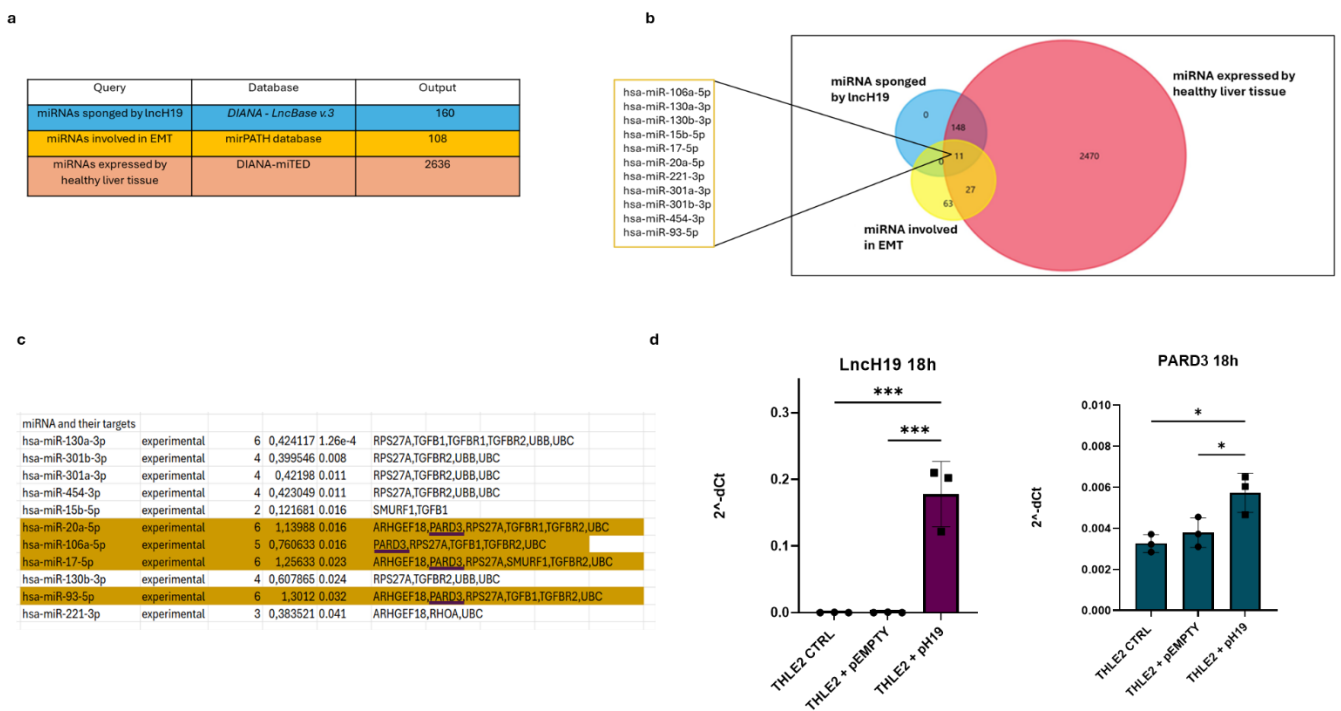 a
Query Database Output
miRNAs sponged by lncH19 DIANA - LncBase v.3 160
miRNAs involved in EMT mirPATH database 108
miRNAs expressed by
healthy liver tissue DIANA-miTED 2636
b
hsa-miR-106a-5p
hsa-miR-130a-3p
hsa-miR-130b-3p
hsa-miR-15b-5p
hsa-miR-17-5p
hsa-miR-20a-5p
hsa-miR-221-3p
hsa-miR-301a-3p
hsa-miR-301b-3p
hsa-miR-454-3p
hsa-miR-93-5p
miRNA sponged
by lncH19
miRNA expressed by
healthy liver tissue
0
148
11
2470
0
27
63
miRNA involved
in EMT
c
miRNA and their targets
hsa-miR-130a-3p experimental 6 0,424117 1.26e-4 RPS27A,TGFB1,TGFBR1,TGFBR2,UBB,UBC
hsa-miR-301b-3p experimental 4 0,399546 0.008 RPS27A,TGFBR2,UBB,UBC
hsa-miR-301a-3p experimental 4 0,42198 0.011 RPS27A,TGFBR2,UBB,UBC
hsa-miR-454-3p experimental 4 0,423049 0.011 RPS27A,TGFBR2,UBB,UBC
hsa-miR-15b-5p experimental 2 0,121681 0.016 SMURF1,TGFB1
hsa-miR-20a-5p experimental 6 1,13988 0.016 ARHGEF18,PARD3,RPS27A,TGFBR1,TGFBR2,UBC
hsa-miR-106a-5p experimental 5 0,760633 0.016 PARD3,RPS27A,TGFB1,TGFBR2,UBC
hsa-miR-17-5p experimental 6 1,25633 0.023 ARHGEF18,PARD3,RPS27A,SMURF1,TGFBR2,UBC
hsa-miR-130b-3p experimental 4 0,607865 0.024 RPS27A,TGFBR2,UBB,UBC
hsa-miR-93-5p experimental 6 1,3012 0.032 ARHGEF18,PARD3,RPS27A,TGFB1,TGFBR2,UBC
hsa-miR-221-3p experimental 3 0,383521 0.041 ARHGEF18,RHOA,UBC
d
LncH19 18h
2^-dCt
0.3
0.2
0.1
0.0
***
***
THLE2 CTRL
THLE2 + pEMPTY
THLE2 + pH19
PARD3 18h
2^-dCt
0.010
0.008
0.006
0.004
0.002
0.000
*
*
THLE2 CTRL
THLE2 + pEMPTY
THLE2 + pH19